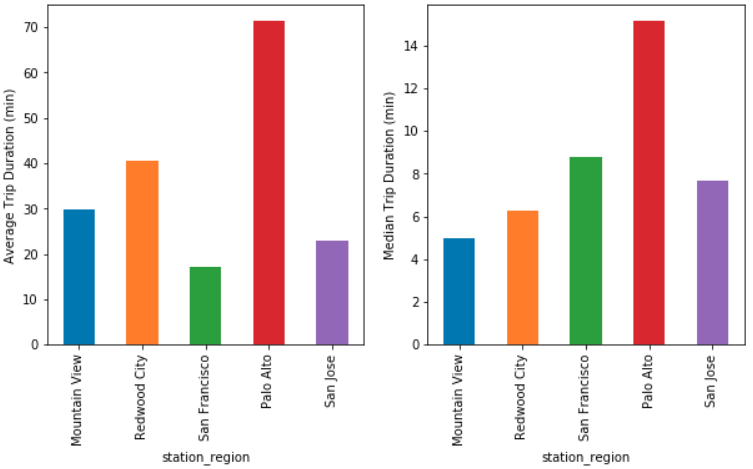 Average Trip Duration (min)
70
60
50
40
30
20
10
0
Mountain View
Redwood City
San Francisco
Palo Alto
San Jose
station_region
Median Trip Duration (min)
14
12
10
8
6
4
2
0
Mountain View
Redwood City
San Francisco
Palo Alto
San Jose
station_region